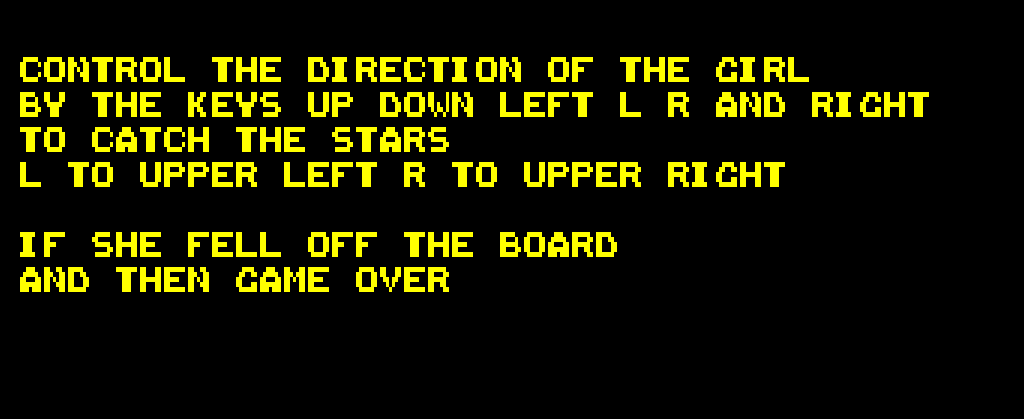 CONTROL THE DIRECTION OF THE GIRL
BY THE KEYS UP DOWN LEFT L R AND RIGHT
TO CATCH THE STARS
L TO UPPER LEFT R TO UPPER RIGHT
IF SHE FELL OFF THE BOARD
AND THEN GAME OVER